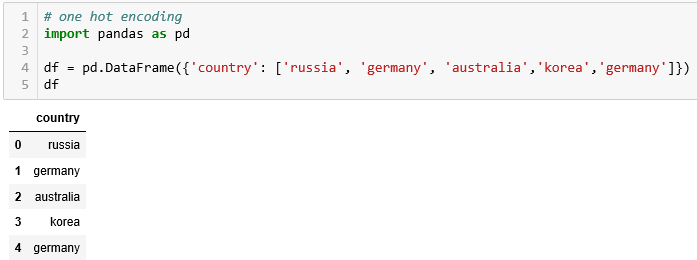 1 # one hot encoding
2 import pandas as pd
3
4 df = pd.DataFrame({'country': ['russia', 'germany', 'australia','korea','germany']})
5 df
country
0 russia
1 germany
2 australia
3 korea
4 germany